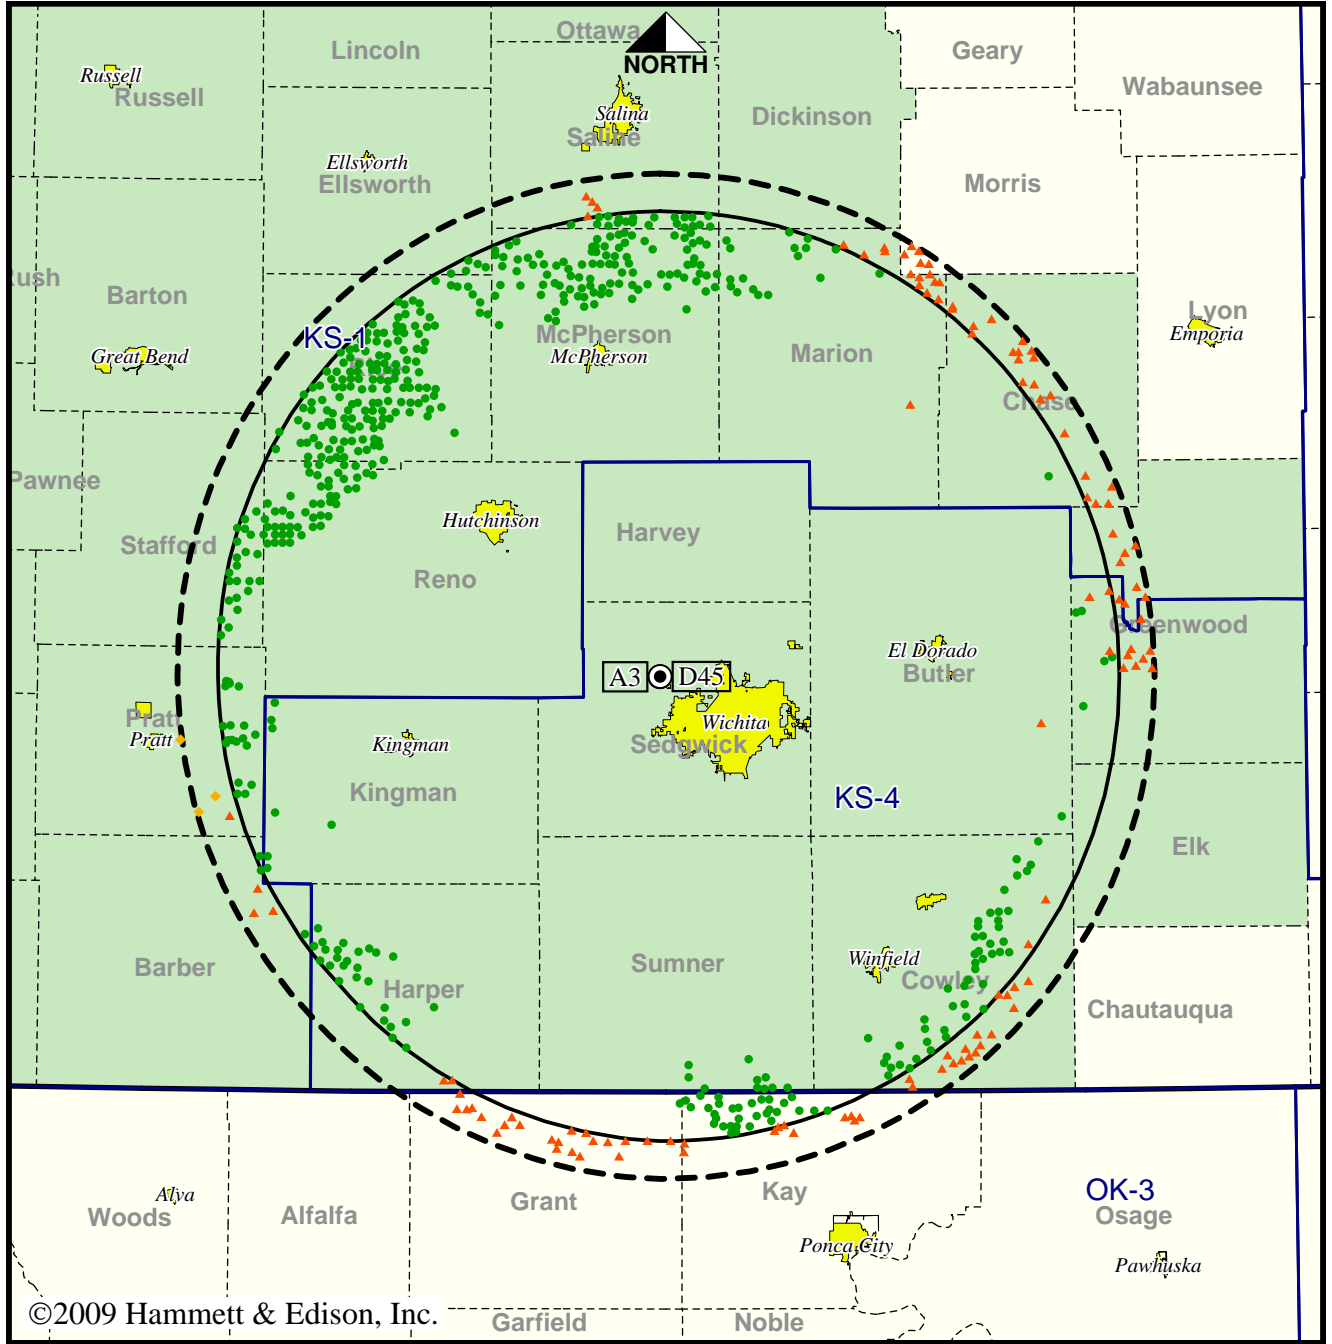 Ottawa
Lincoln
Geary
NORTH
Russell
Russell
Wabaunsee
Salina
Saline
Dickinson
Ellsworth
Ellsworth
Morris
Rush
Barton
Lyon
Emporia
KS-1
McPherson
McPherson
Great Bend
Marion
Chase
Pawnee
Hutchinson
Harvey
Stafford
Reno
Greenwood
El Dorado
Butler
A3
D45
Pratt
Pratt
Wichita
Sedgwick
Kingman
Kingman
KS-4
Elk
Barber
Sumner
Winfield
Cowley
Harper
Chautauqua
Alva
Woods
Alfalfa
Grant
Kay
OK-3
Osage
Ponca City
Pawhuska
©2009 Hammett & Edison, Inc.
Garfield
Noble